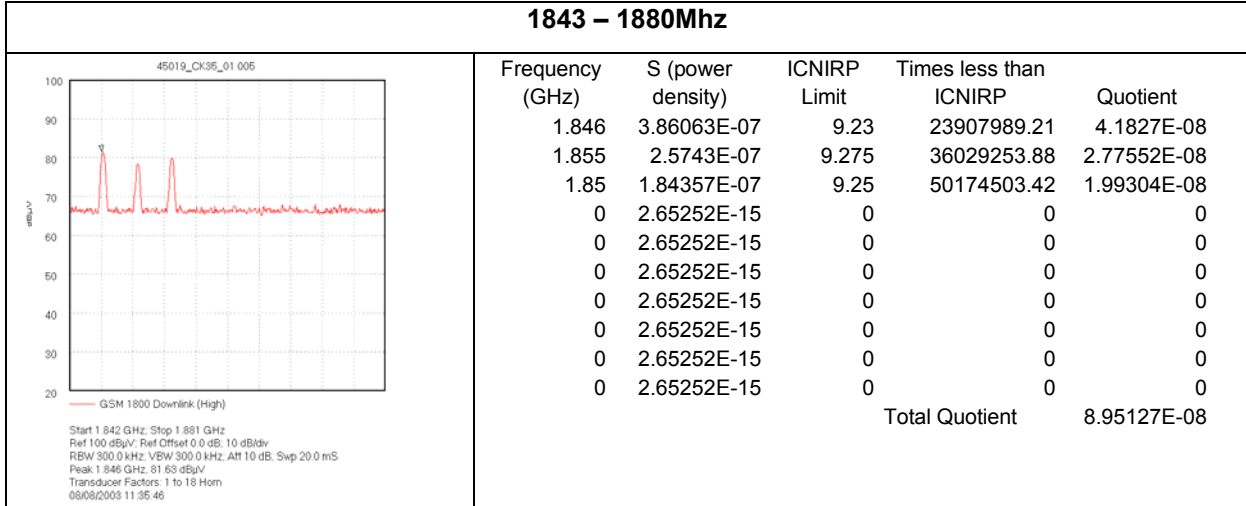 1843 – 1880Mhz
45019_CK35_01 005
100
90
80
70
60
50
40
30
20
dBµV
GSM 1800 Downlink (High)
Start 1.842 GHz; Stop 1.881 GHz
Ref 100 dBµV; Ref Offset 0.0 dB; 10 dB/div
RBW 300.0 kHz; VBW 300.0 kHz; Att 10 dB; Swp 20.0 mS
Peak 1.846 GHz, 81.63 dBµV
Transducer Factors: 1 to 18 Horn
08/08/2003 11:35:46
Frequency S (power ICNIRP Times less than
(GHz) density) Limit ICNIRP Quotient
1.846 3.86063E-07 9.23 23907989.21 4.1827E-08
1.855 2.5743E-07 9.275 36029253.88 2.77552E-08
1.85 1.84357E-07 9.25 50174503.42 1.99304E-08
0 2.65252E-15 0 0 0
0 2.65252E-15 0 0 0
0 2.65252E-15 0 0 0
0 2.65252E-15 0 0 0
0 2.65252E-15 0 0 0
0 2.65252E-15 0 0 0
0 2.65252E-15 0 0 0
Total Quotient 8.95127E-08